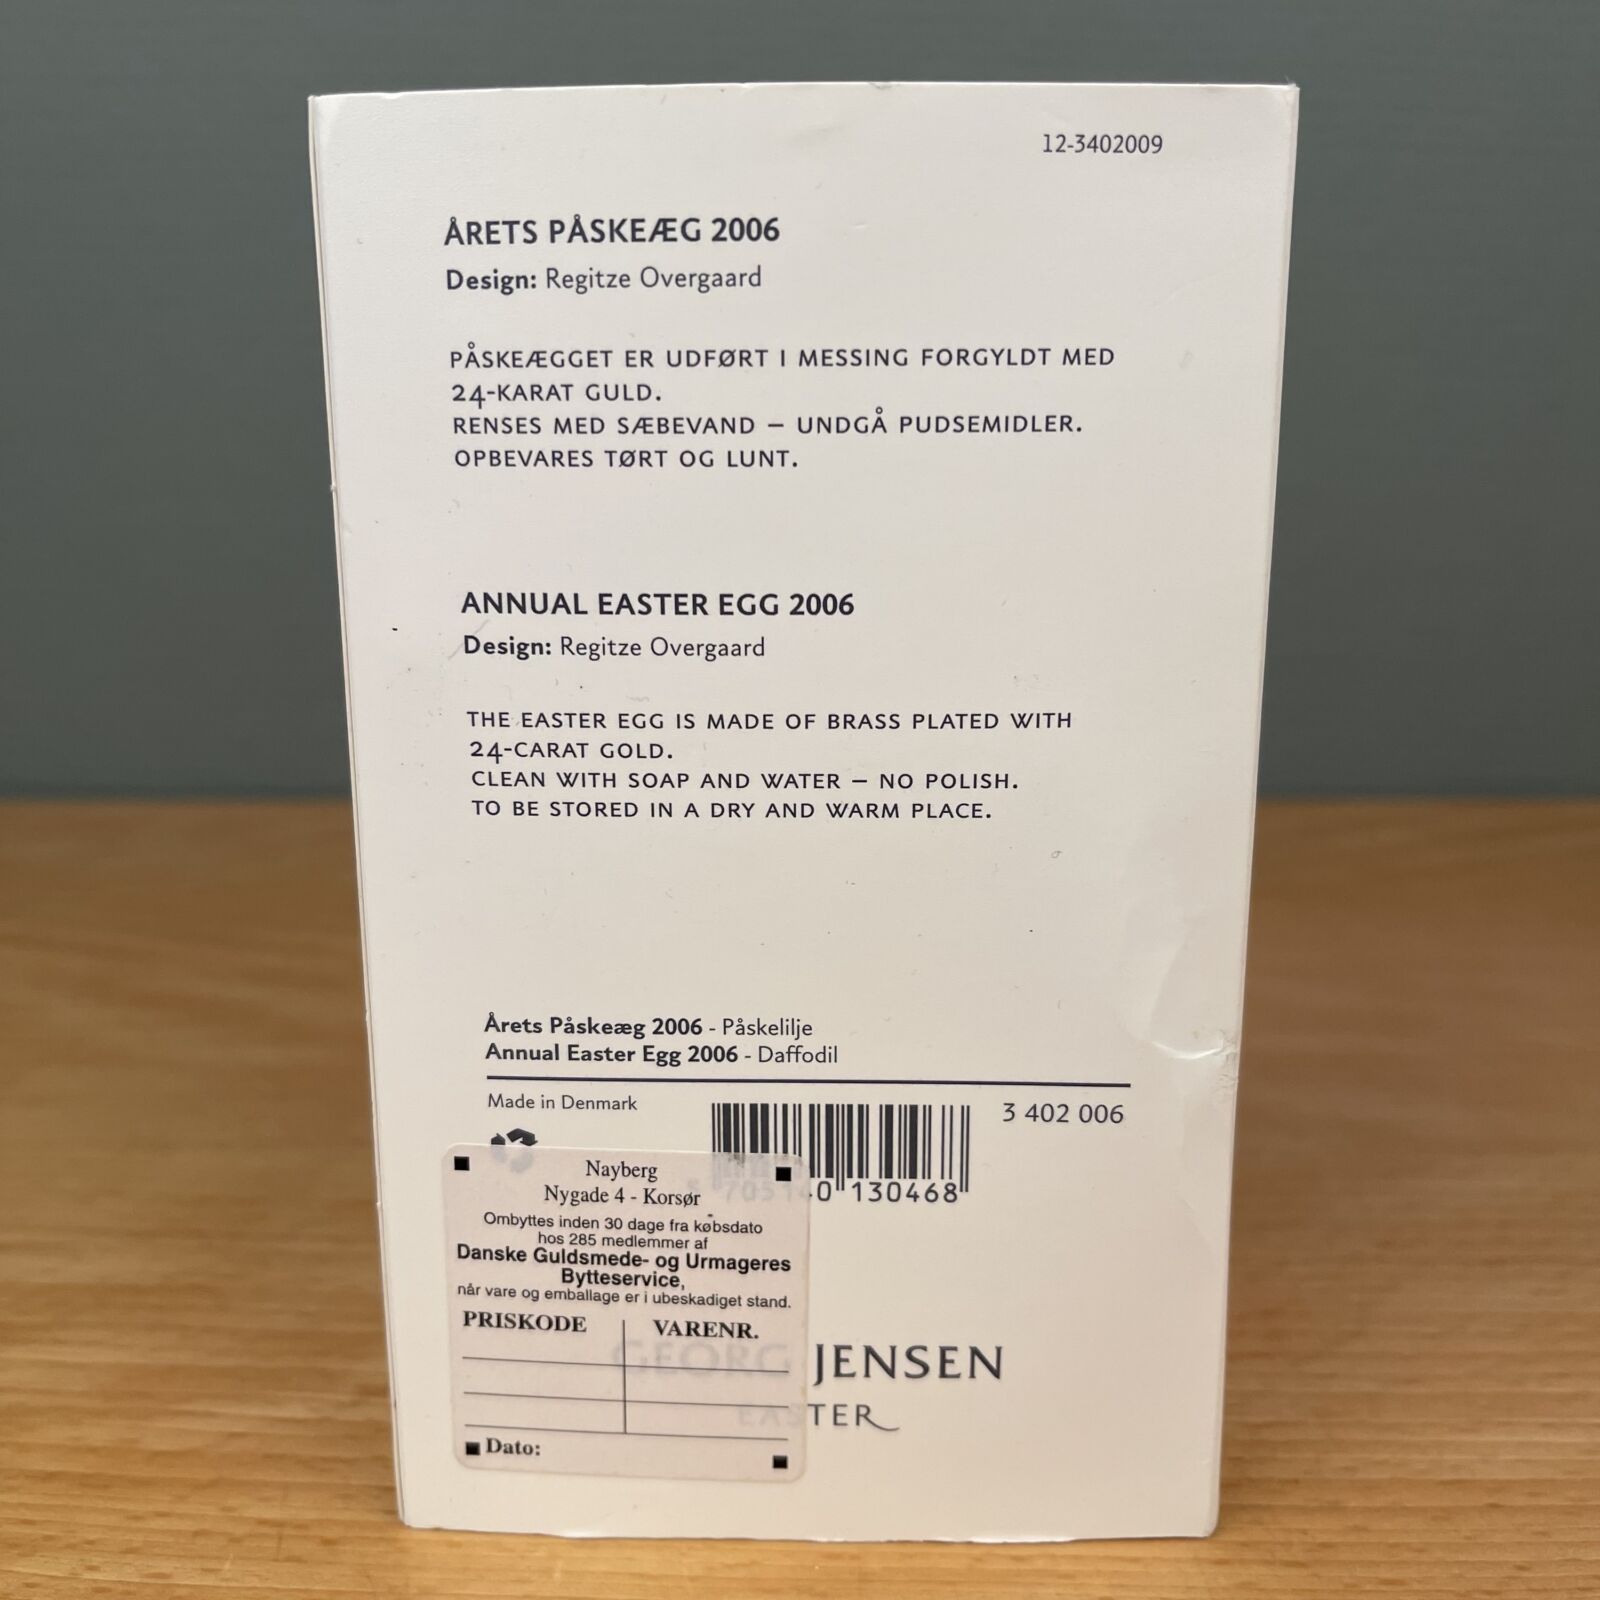 12-3402009
ÅRETS PÅSKEÆG 2006
Design: Regitze Overgaard
PÅSKEÆGGET ER UDFØRT I MESSING FORGYLDT MED
24-KARAT GULD.
RENSES MED SÆBEVAND – UNDGÅ PUDSEMIDLER.
OPBEVARES TØRT OG LUNT.
ANNUAL EASTER EGG 2006
Design: Regitze Overgaard
THE EASTER EGG IS MADE OF BRASS PLATED WITH
24-CARAT GOLD.
CLEAN WITH SOAP AND WATER – NO POLISH.
TO BE STORED IN A DRY AND WARM PLACE.
Årets Påskeæg 2006 - Påskelilje
Annual Easter Egg 2006 - Daffodil
Made in Denmark
3 402 006
5 705140 130468
Nayberg
Nygade 4 - Korsør
Ombyttes inden 30 dage fra købsdato
hos 285 medlemmer af
Danske Guldsmede- og Urmageres
Bytteservice,
når vare og emballage er i ubeskadiget stand.
PRISKODE VARENR.
Dato:
GEORG JENSEN
EASTER